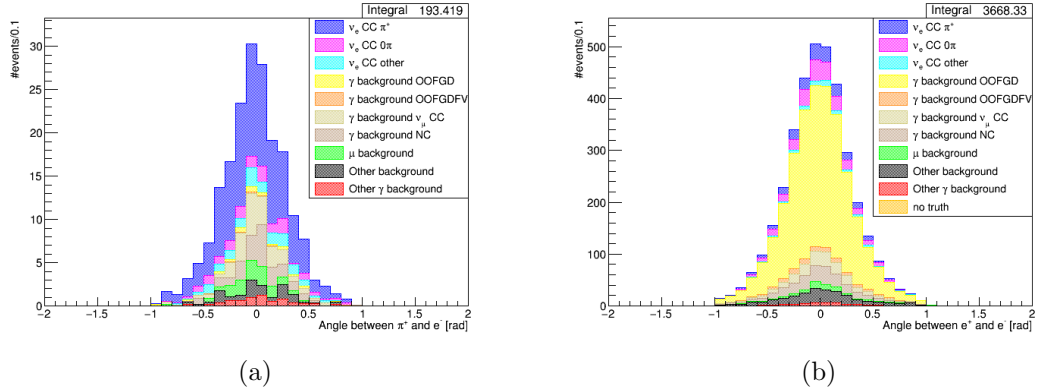 Integral 193.419
#events/0.1
30
25
20
15
10
5
0
νe CC π⁺
νe CC 0π
νe CC other
γ background OOFGD
γ background OOFGDFV
γ background νμ CC
γ background NC
μ background
Other background
Other γ background
−2 −1.5 −1 −0.5 0 0.5 1 1.5 2
Angle between π⁺ and e⁻ [rad]
(a)
Integral 3668.33
#events/0.1
500
400
300
200
100
0
νe CC π⁺
νe CC 0π
νe CC other
γ background OOFGD
γ background OOFGDFV
γ background νμ CC
γ background NC
μ background
Other background
Other γ background
no truth
−2 −1.5 −1 −0.5 0 0.5 1 1.5 2
Angle between e⁺ and e⁻ [rad]
(b)